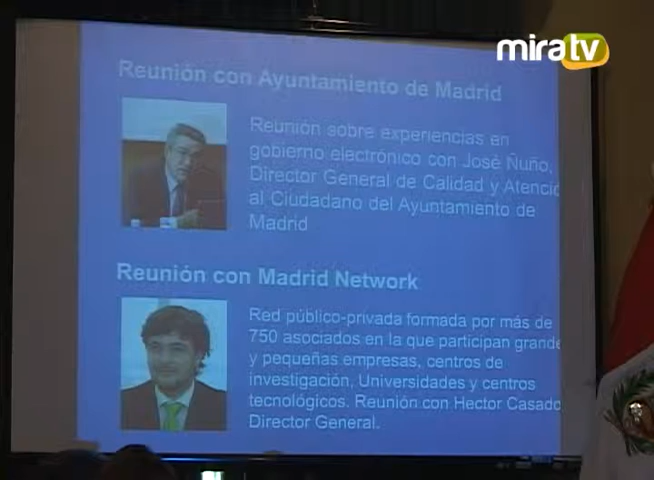 miratv
Reunión con Ayuntamiento de Madrid
Reunión sobre experiencias en
gobierno electrónico con José Ñuño,
Director General de Calidad y Atenció
al Ciudadano del Ayuntamiento de
Madrid
Reunión con Madrid Network
Red público-privada formada por más de
750 asociados en la que participan grande
y pequeñas empresas, centros de
investigación, Universidades y centros
tecnológicos. Reunión con Hector Casado
Director General.